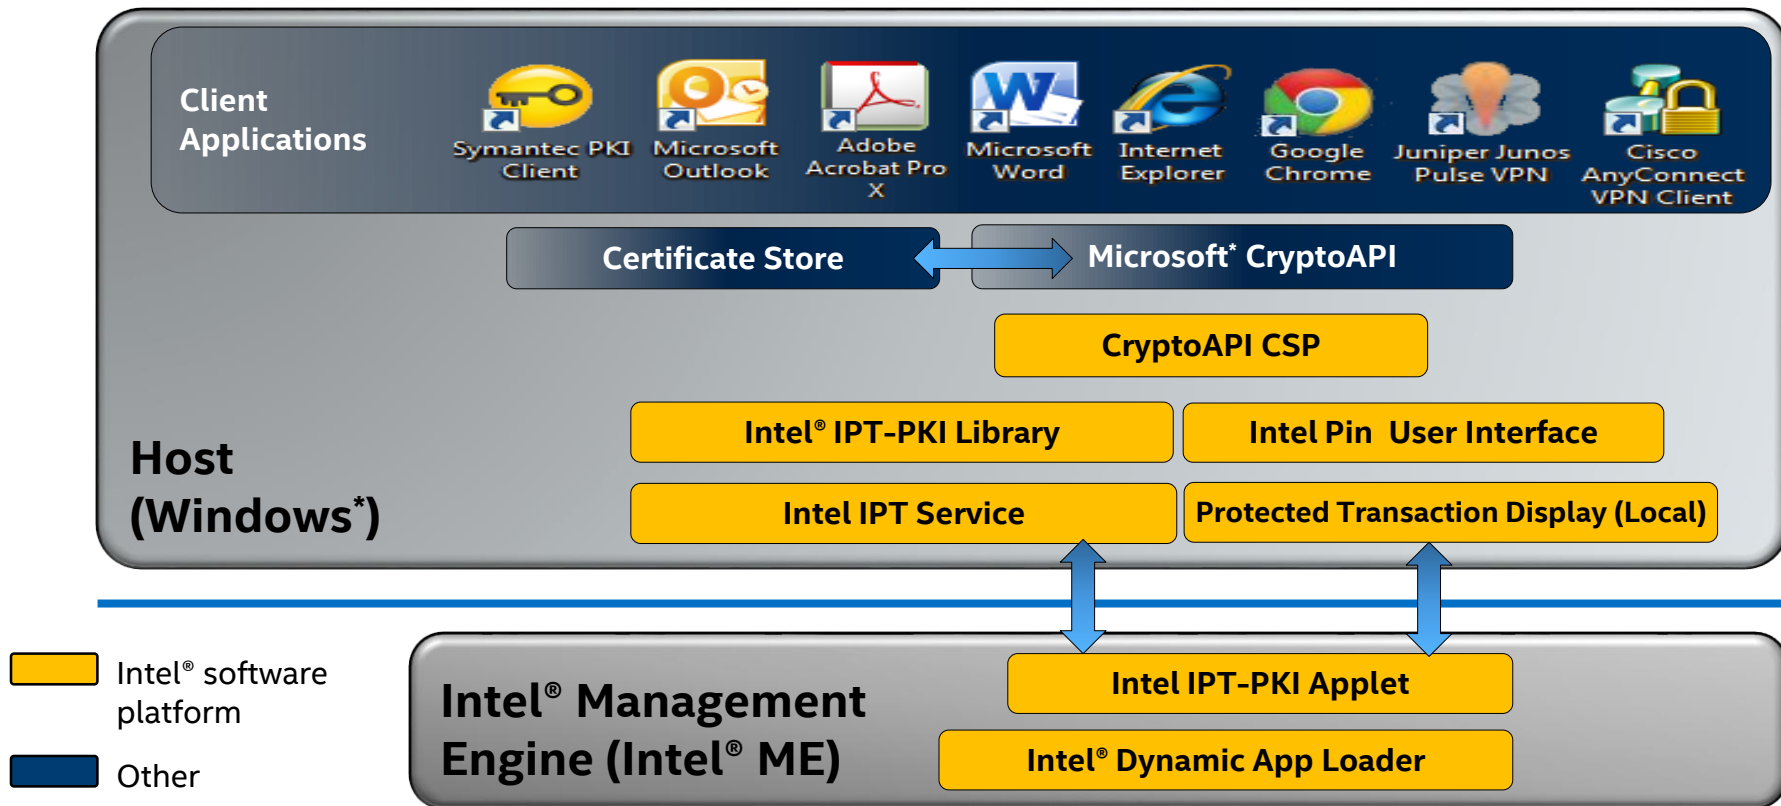 Client
Applications
Symantec PKI
Client
Microsoft
Outlook
Adobe
Acrobat Pro
X
Microsoft
Word
Internet
Explorer
Google
Chrome
Juniper Junos
Pulse VPN
Cisco
AnyConnect
VPN Client
Certificate Store
Microsoft* CryptoAPI
CryptoAPI CSP
Intel® IPT-PKI Library
Intel Pin User Interface
Host
(Windows*)
Intel IPT Service
Protected Transaction Display (Local)
Intel® software
platform
Other
Intel® Management
Engine (Intel® ME)
Intel IPT-PKI Applet
Intel® Dynamic App Loader